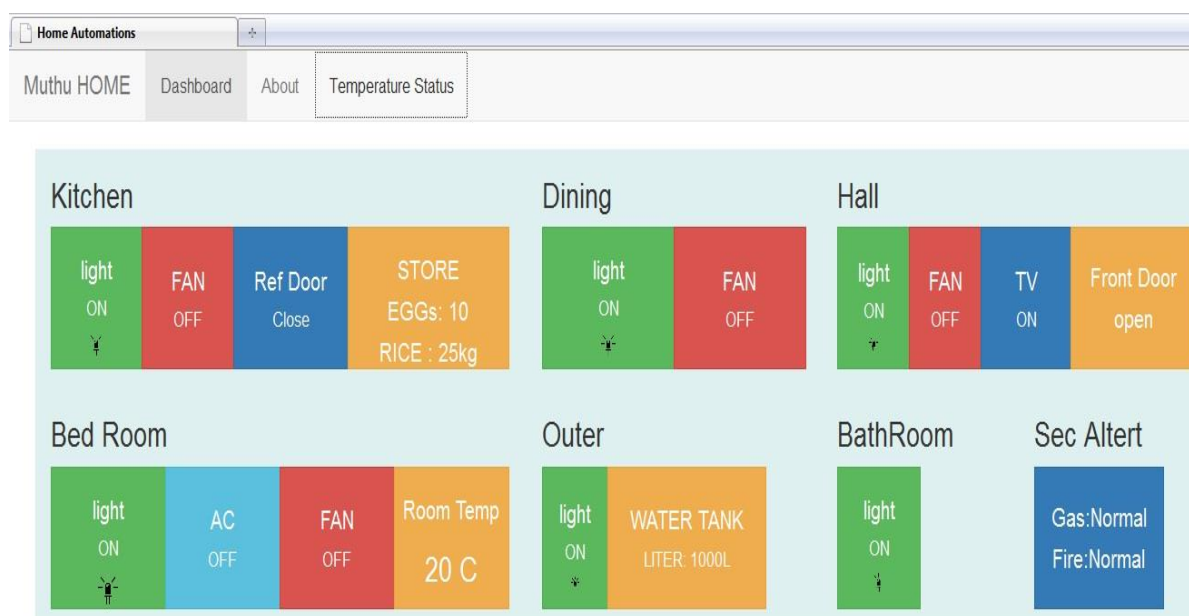 Home Automations
Muthu HOME Dashboard About Temperature Status
Kitchen
light
ON
FAN
OFF
Ref Door
Close
STORE
EGGs: 10
RICE : 25kg
Dining
light
ON
FAN
OFF
Hall
light
ON
FAN
OFF
TV
ON
Front Door
open
Bed Room
light
ON
AC
OFF
FAN
OFF
Room Temp
20 C
Outer
light
ON
WATER TANK
LITER: 1000L
BathRoom
light
ON
Sec Altert
Gas:Normal
Fire:Normal